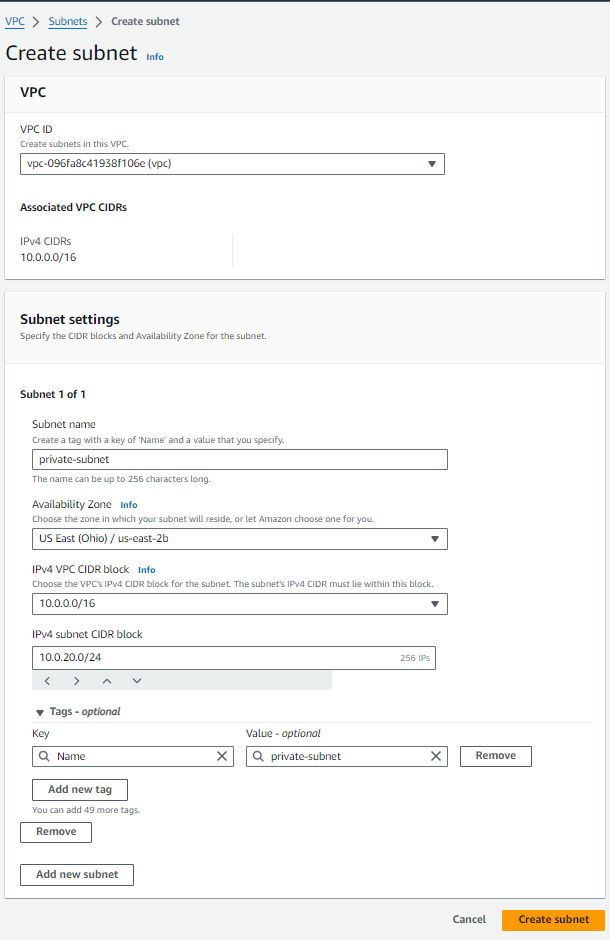 VPC > Subnets > Create subnet
Create subnet Info
VPC
VPC ID
Create subnets in this VPC.
vpc-096fa8c41938f106e (vpc)
Associated VPC CIDRs
IPv4 CIDRs
10.0.0.0/16
Subnet settings
Specify the CIDR blocks and Availability Zone for the subnet.
Subnet 1 of 1
Subnet name
Create a tag with a key of 'Name' and a value that you specify.
private-subnet
The name can be up to 256 characters long.
Availability Zone Info
Choose the zone in which your subnet will reside, or let Amazon choose one for you.
US East (Ohio) / us-east-2b
IPv4 VPC CIDR block Info
Choose the VPC's IPv4 CIDR block for the subnet. The subnet's IPv4 CIDR must lie within this block.
10.0.0.0/16
IPv4 subnet CIDR block
10.0.20.0/24 256 IPs
Tags - optional
Key Value - optional
Name private-subnet Remove
Add new tag
You can add 49 more tags.
Remove
Add new subnet
Cancel Create subnet